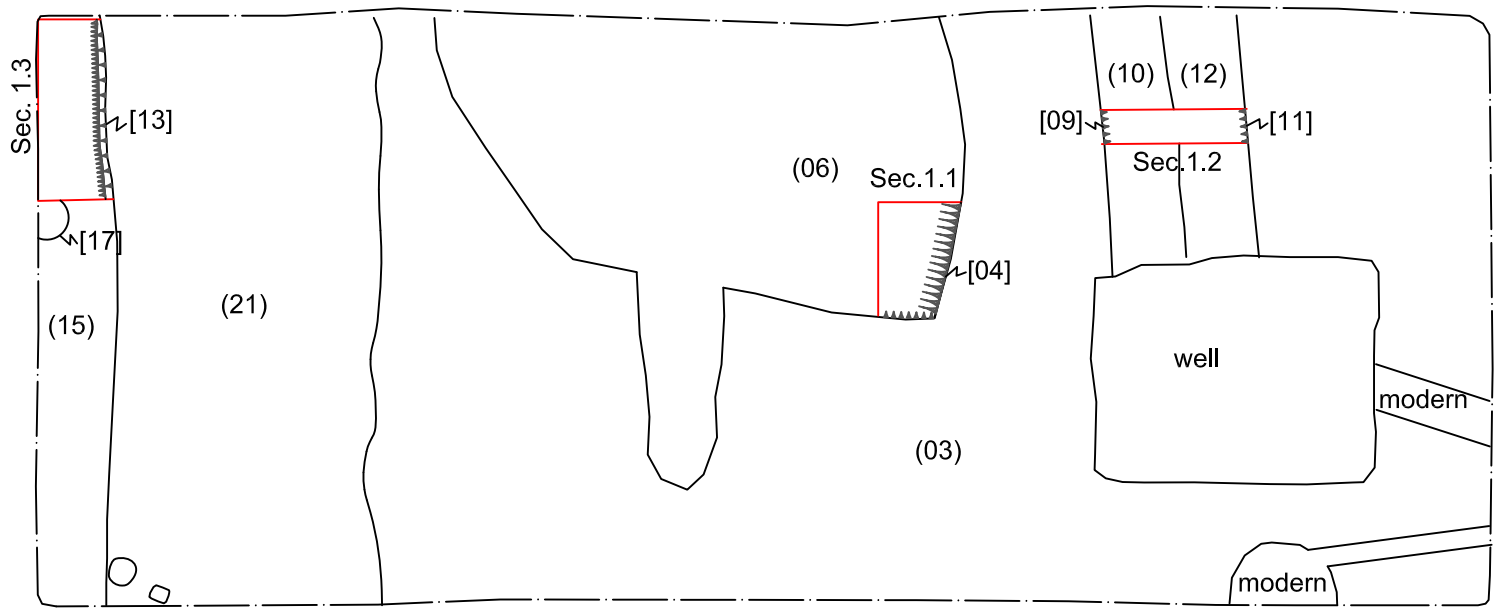 Sec. 1.3
[13]
[17]
(15)
(21)
(06)
Sec.1.1
[04]
(03)
(10)
(12)
[09]
[11]
Sec.1.2
well
modern
modern